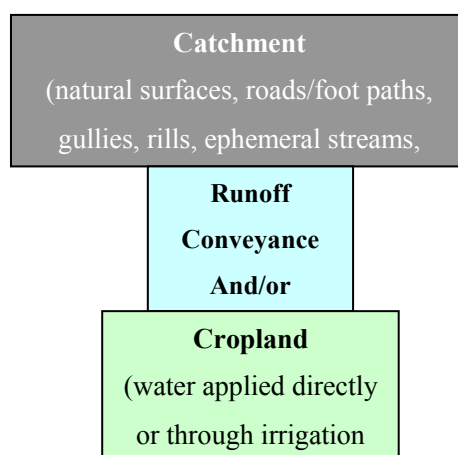 Catchment
(natural surfaces, roads/foot paths,
gullies, rills, ephemeral streams,
Runoff
Conveyance
And/or
Cropland
(water applied directly
or through irrigation